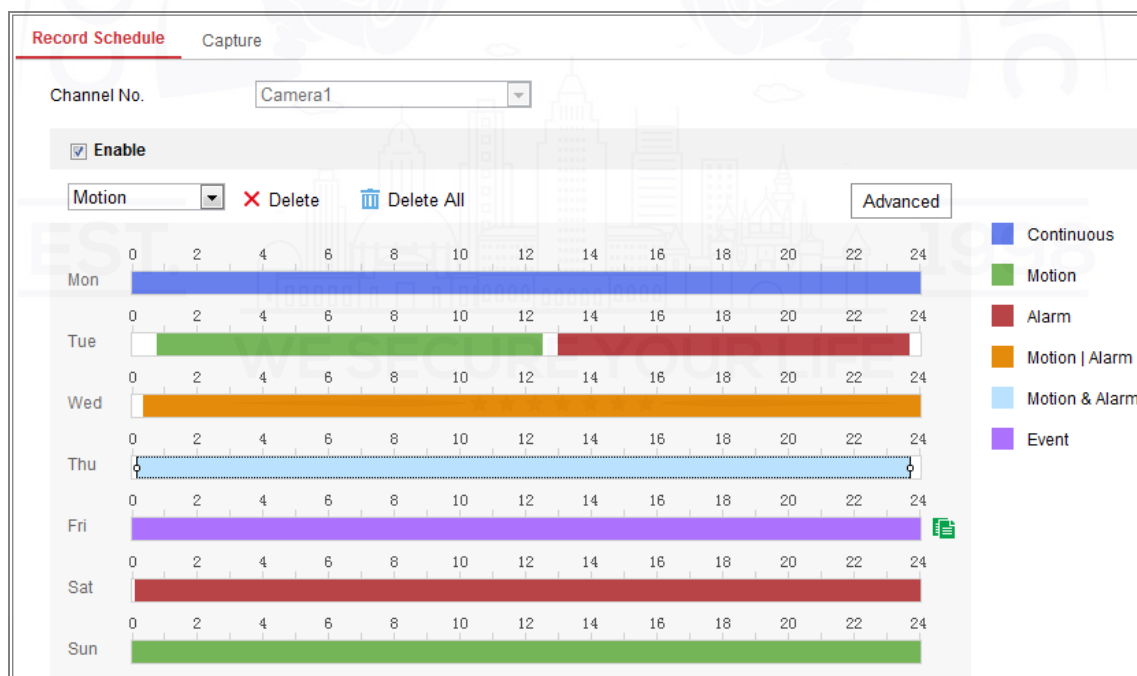 Record Schedule Capture
Channel No. Camera1
Enable
Motion Delete Delete All Advanced
EST. 1998
WE SECURE YOUR LIFE
0 2 4 6 8 10 12 14 16 18 20 22 24
Mon
0 2 4 6 8 10 12 14 16 18 20 22 24
Tue
0 2 4 6 8 10 12 14 16 18 20 22 24
Wed
0 2 4 6 8 10 12 14 16 18 20 22 24
Thu
0 2 4 6 8 10 12 14 16 18 20 22 24
Fri
0 2 4 6 8 10 12 14 16 18 20 22 24
Sat
0 2 4 6 8 10 12 14 16 18 20 22 24
Sun
Continuous
Motion
Alarm
Motion | Alarm
Motion & Alarm
Event